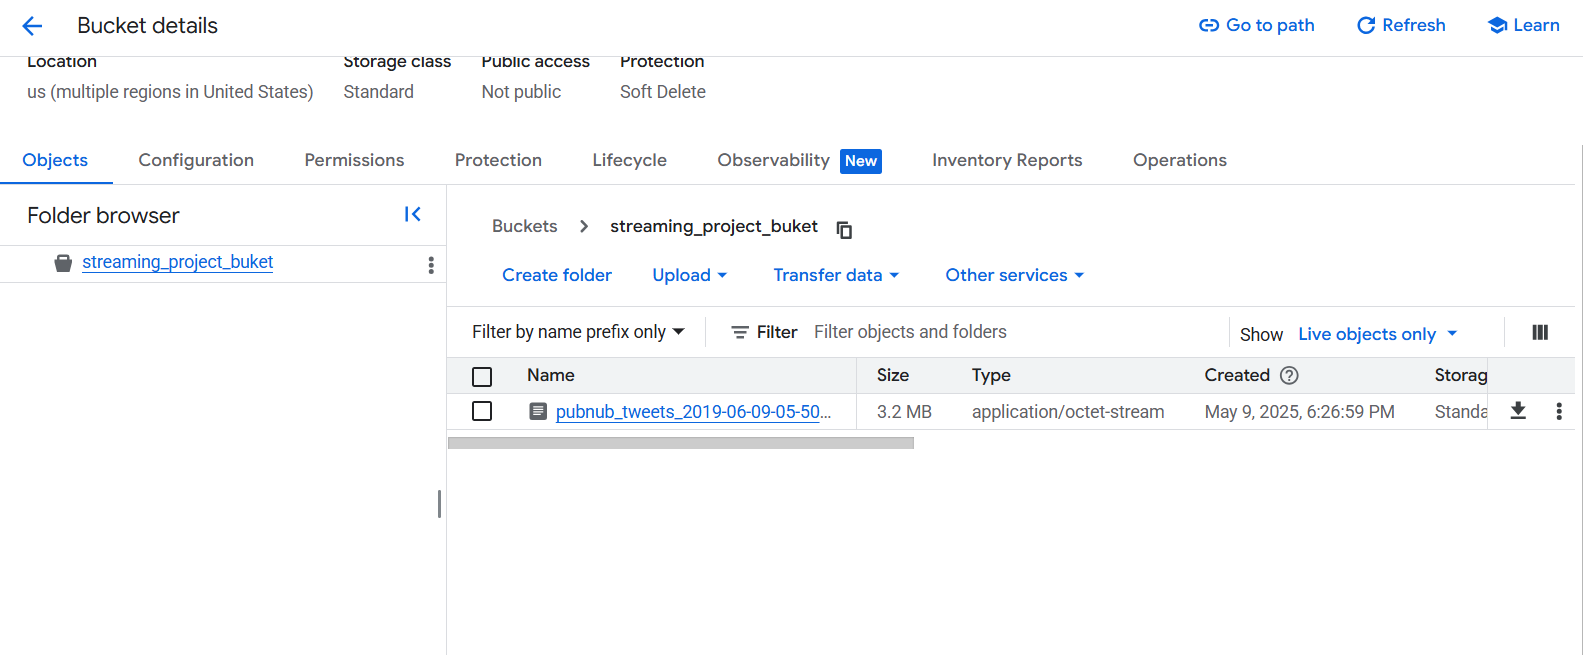 Bucket details
Go to path
Refresh
Learn
Location
Storage class
Public access
Protection
us (multiple regions in United States)
Standard
Not public
Soft Delete
Objects
Configuration
Permissions
Protection
Lifecycle
Observability
New
Inventory Reports
Operations
Folder browser
streaming_project_buket
Buckets
streaming_project_buket
Create folder
Upload
Transfer data
Other services
Filter by name prefix only
Filter
Filter objects and folders
Show
Live objects only
Name
Size
Type
Created
Storag
pubnub_tweets_2019-06-09-05-50...
3.2 MB
application/octet-stream
May 9, 2025, 6:26:59 PM
Standa